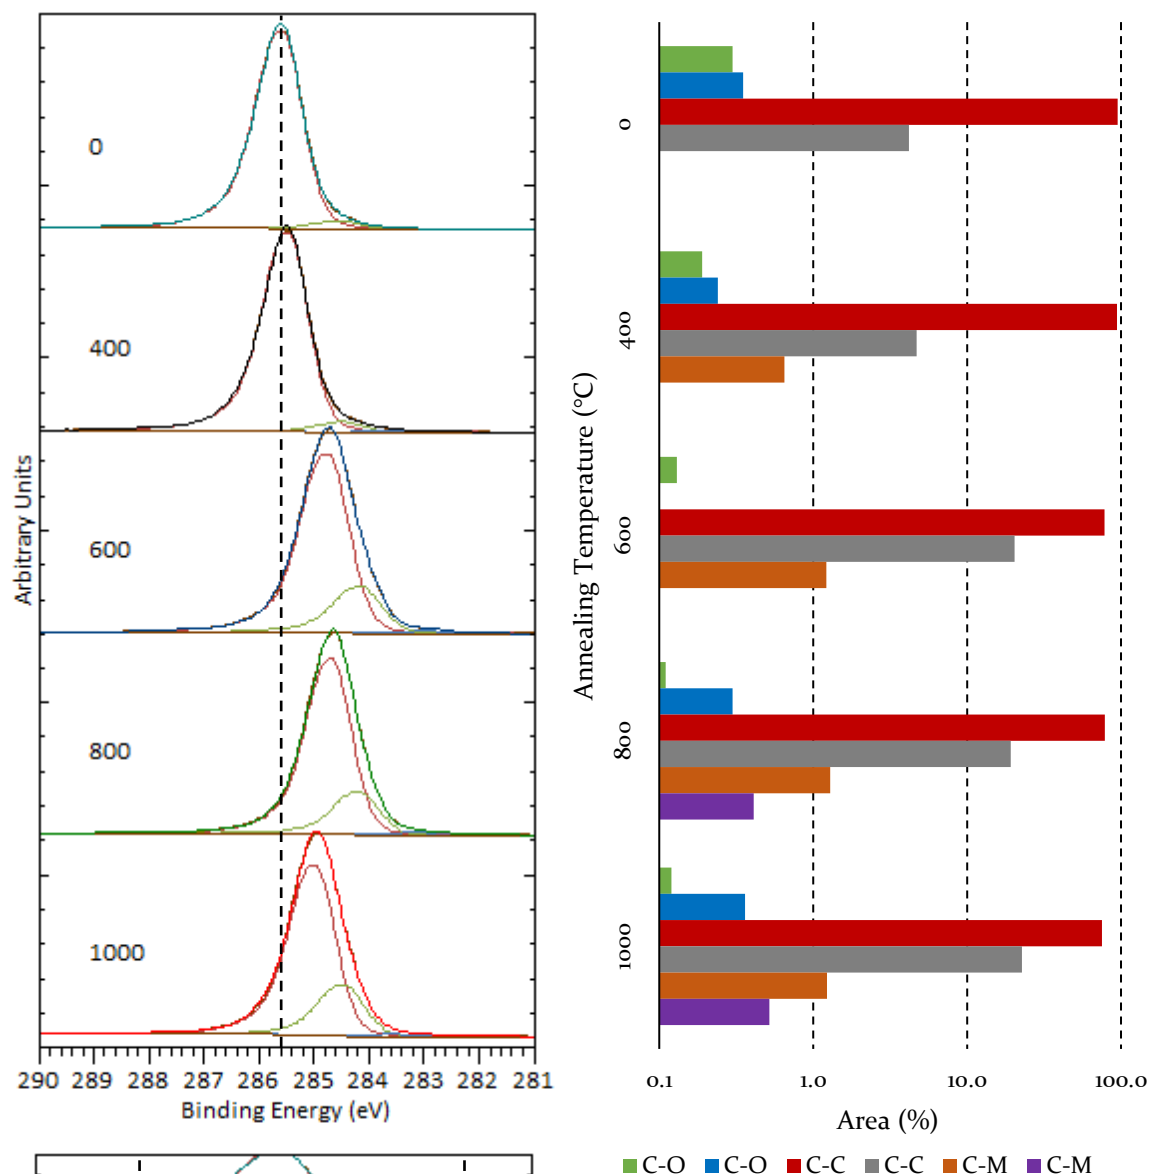 0
400
600
800
1000
Arbitrary Units
290 289 288 287 286 285 284 283 282 281
Binding Energy (eV)
Annealing Temperature (°C)
0
400
600
800
1000
0.1 1.0 10.0 100.0
Area (%)
C-O C-O C-C C-C C-M C-M